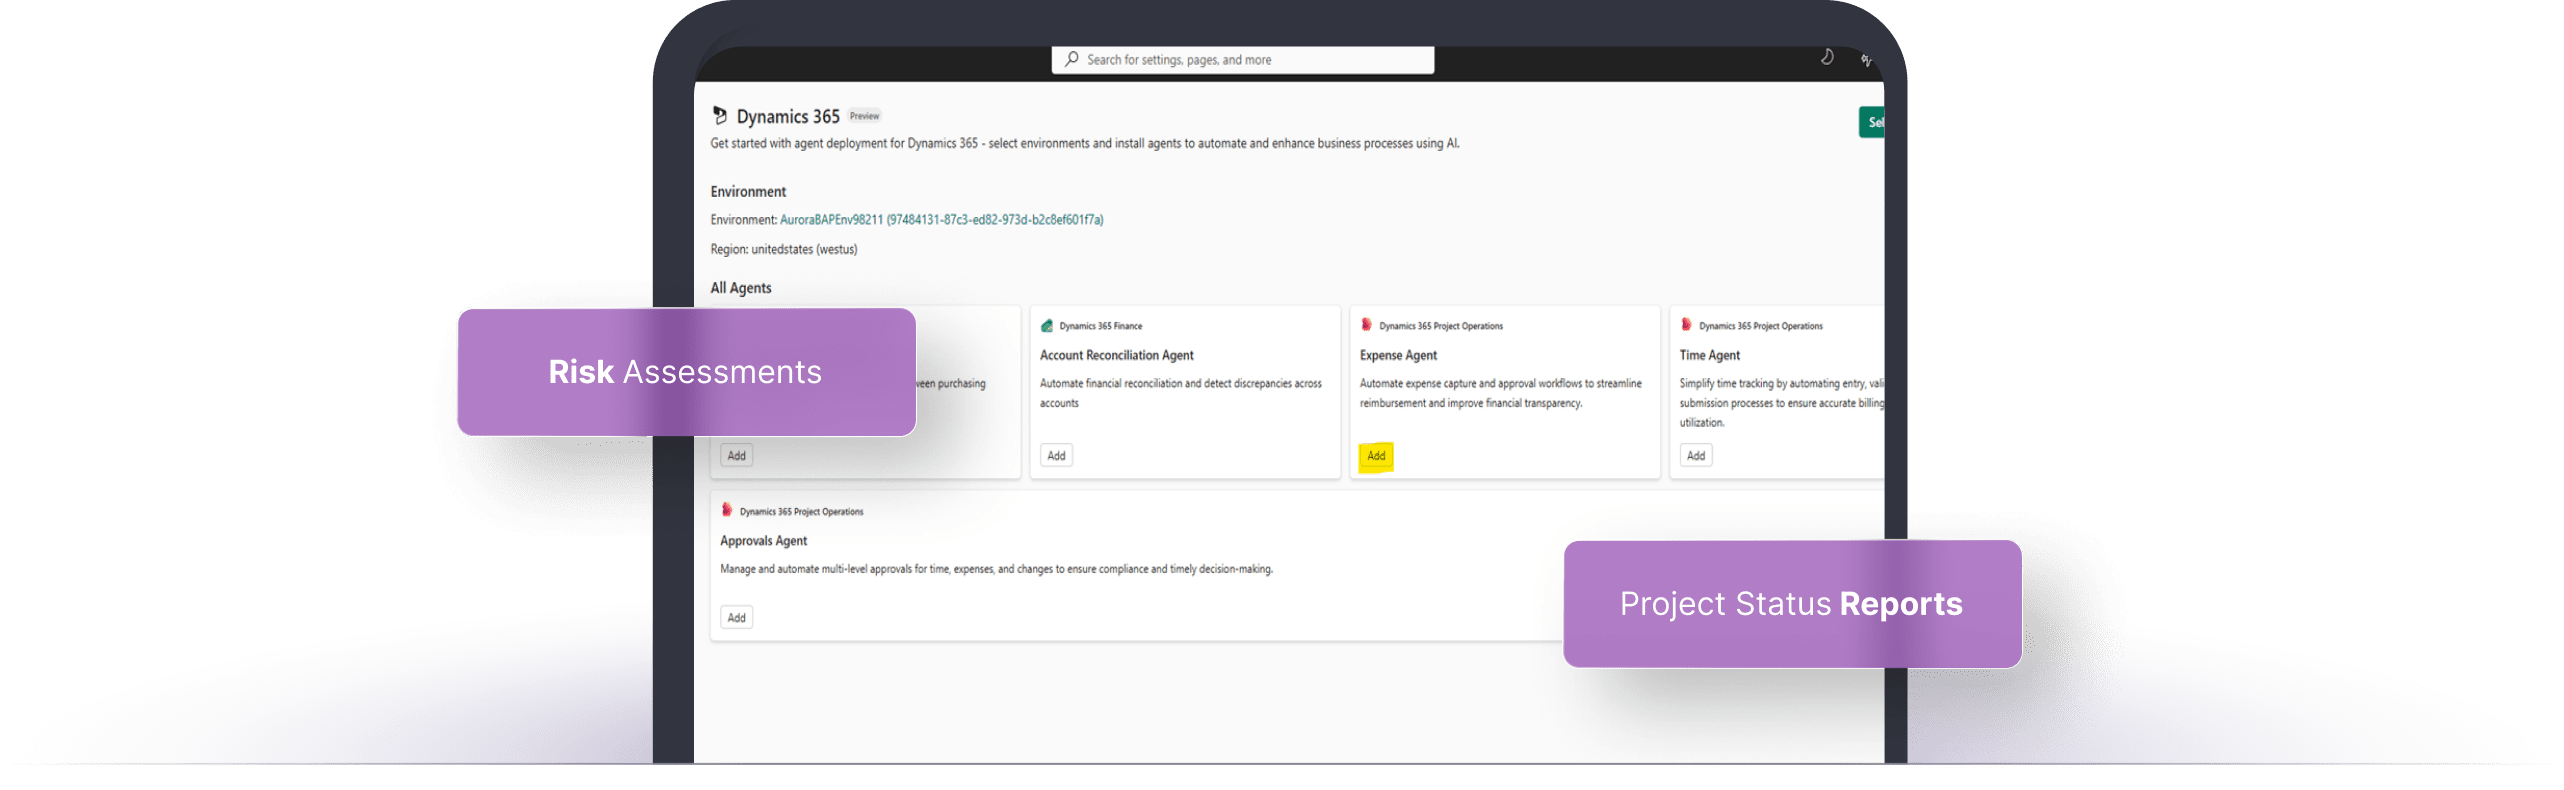 Search for settings, pages, and more
Dynamics 365 Preview
Sel
Get started with agent deployment for Dynamics 365 - select environments and install agents to automate and enhance business processes using AI.
Environment
Environment: AuroraBAPEnv98211 (97484131-87c3-ed82-973d-b2c8ef601f7a)
Region: unitedstates (westus)
All Agents
Risk Assessments
purchasing
Add
Dynamics 365 Finance
Account Reconciliation Agent
Automate financial reconciliation and detect discrepancies across
accounts
Add
Dynamics 365 Project Operations
Expense Agent
Automate expense capture and approval workflows to streamline
reimbursement and improve financial transparency.
Add
Dynamics 365 Project Operations
Time Agent
Simplify time tracking by automating entry, vali
submission processes to ensure accurate billing
utilization.
Add
Dynamics 365 Project Operations
Approvals Agent
Manage and automate multi-level approvals for time, expenses, and changes to ensure compliance and timely decision-making.
Add
Project Status Reports